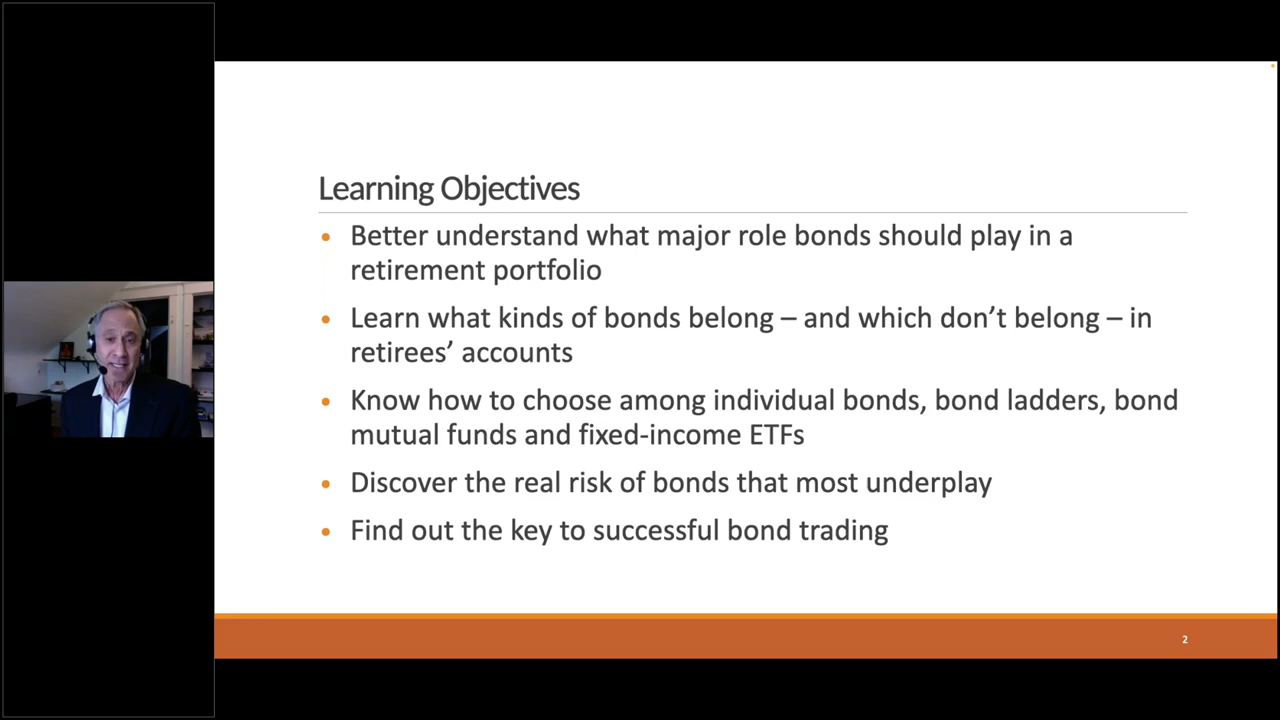 Learning Objectives
• Better understand what major role bonds should play in a
retirement portfolio
• Learn what kinds of bonds belong – and which don’t belong – in
retirees’ accounts
• Know how to choose among individual bonds, bond ladders, bond
mutual funds and fixed-income ETFs
• Discover the real risk of bonds that most underplay
• Find out the key to successful bond trading
2